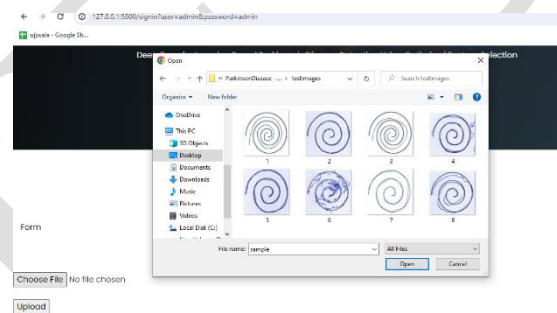 127.0.0.1:5000/signin?user=admin&password=admin
ujjwala - Google Sh...
Open
ParkinsonDisease - ... > testimages
Search testimages
Organize
New folder
OneDrive
This PC
3D Objects
Desktop
Documents
Downloads
Music
Pictures
Videos
Local Disk (C:)
1 2 3 4
5 6 7 8
File name: sample
All Files
Open
Cancel
Form
Choose File No file chosen
Upload